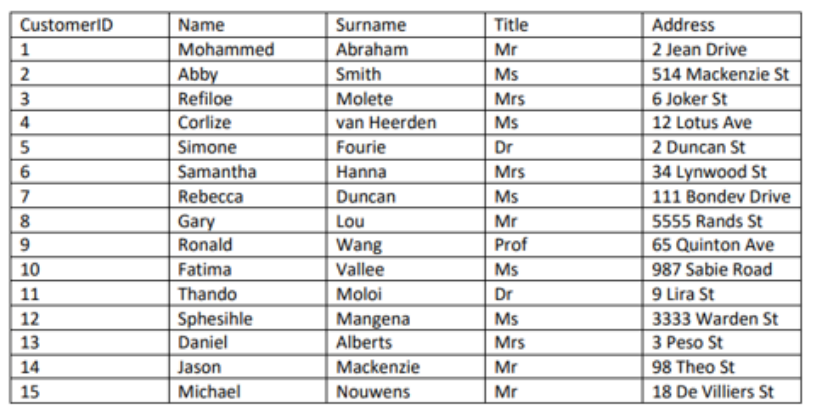 CustomerID Name Surname Title Address
1 Mohammed Abraham Mr 2 Jean Drive
2 Abby Smith Ms 514 Mackenzie St
3 Refiloe Molete Mrs 6 Joker St
4 Corlize van Heerden Ms 12 Lotus Ave
5 Simone Fourie Dr 2 Duncan St
6 Samantha Hanna Mrs 34 Lynwood St
7 Rebecca Duncan Ms 111 Bondev Drive
8 Gary Lou Mr 5555 Rands St
9 Ronald Wang Prof 65 Quinton Ave
10 Fatima Vallee Ms 987 Sabie Road
11 Thando Moloi Dr 9 Lira St
12 Sphesihle Mangena Ms 3333 Warden St
13 Daniel Alberts Mrs 3 Peso St
14 Jason Mackenzie Mr 98 Theo St
15 Michael Nouwens Mr 18 De Villiers St